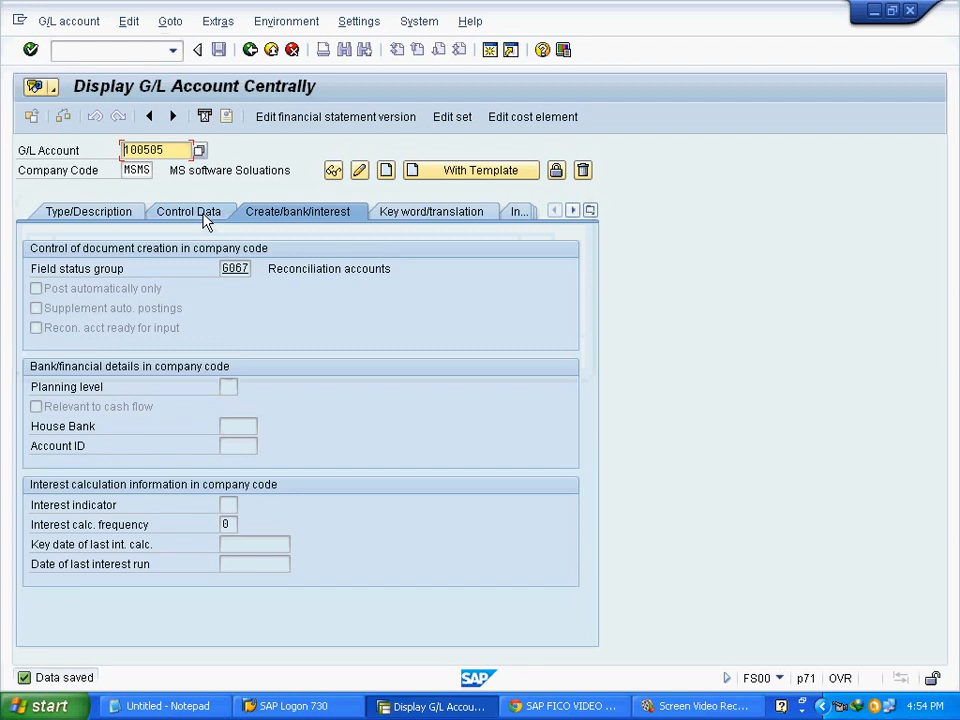 G/L account Edit Goto Extras Environment Settings System Help
Display G/L Account Centrally
Edit financial statement version Edit set Edit cost element
G/L Account 100505
Company Code MSMS MS software Soluations With Template
Type/Description Control Data Create/bank/interest Key word/translation In...
Control of document creation in company code
Field status group G067 Reconciliation accounts
Post automatically only
Supplement auto. postings
Recon. acct ready for input
Bank/financial details in company code
Planning level
Relevant to cash flow
House Bank
Account ID
Interest calculation information in company code
Interest indicator
Interest calc. frequency 0
Key date of last int. calc.
Date of last interest run
Data saved SAP FS00 p71 OVR
start Untitled - Notepad SAP Logon 730 Display G/L Accou... SAP FICO VIDEO ... Screen Video Rec... 4:54 PM